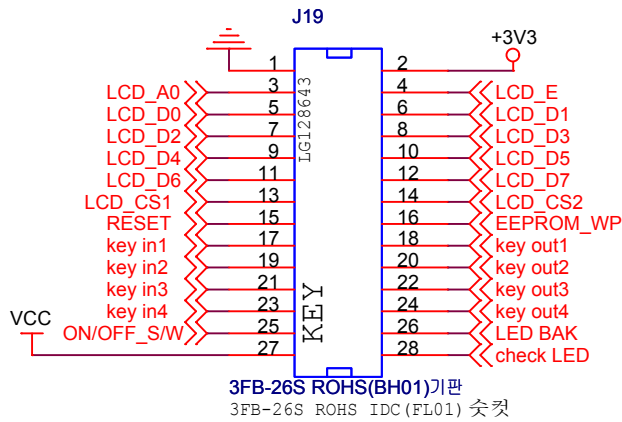 J19
+3V3
1 2
LCD_A0 3 4 LCD_E
LCD_D0 5 6 LCD_D1
LCD_D2 7 8 LCD_D3
LCD_D4 9 10 LCD_D5
LCD_D6 11 12 LCD_D7
LCD_CS1 13 14 LCD_CS2
RESET 15 16 EEPROM_WP
key in1 17 18 key out1
key in2 19 20 key out2
key in3 21 22 key out3
key in4 23 24 key out4
VCC
ON/OFF_S/W 25 26 LED BAK
27 28 check LED
LG128643
KEY
3FB-26S ROHS(BH01)기판
3FB-26S ROHS IDC(FL01) 숫컷